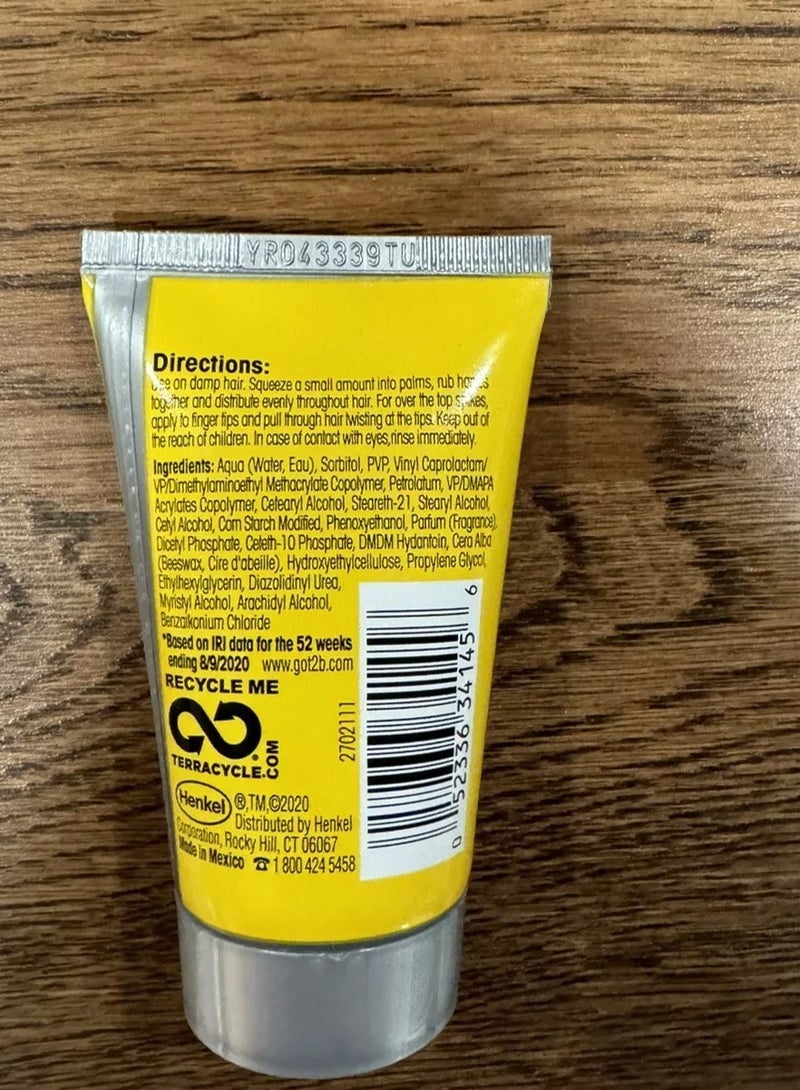 YR043339TU
Directions:
Use on damp hair. Squeeze a small amount into palms, rub hands
together and distribute evenly throughout hair. For over the top spikes,
apply to finger tips and pull through hair twisting at the tips. Keep out of
the reach of children. In case of contact with eyes,rinse immediately.
Ingredients: Aqua (Water, Eau), Sorbitol, PVP, Vinyl Caprolactam/
VP/Dimethylaminoethyl Methacrylate Copolymer, Petrolatum, VP/DMAPA
Acrylates Copolymer, Cetearyl Alcohol, Steareth-21, Stearyl Alcohol,
Cetyl Alcohol, Corn Starch Modified, Phenoxyethanol, Parfum (Fragrance),
Dicetyl Phosphate, Ceteth-10 Phosphate, DMDM Hydantoin, Cera Alba
(Beeswax, Cire d'abeille), Hydroxyethylcellulose, Propylene Glycol,
Ethylhexylglycerin, Diazolidinyl Urea,
Myristyl Alcohol, Arachidyl Alcohol,
Benzalkonium Chloride
*Based on IRI data for the 52 weeks
ending 8/9/2020 www.got2b.com
RECYCLE ME
TERRACYCLE.COM
2702111
0 52336 34145 6
Henkel ®,TM,©2020
Distributed by Henkel
Corporation, Rocky Hill, CT 06067
Made in Mexico ☎ 1 800 424 5458